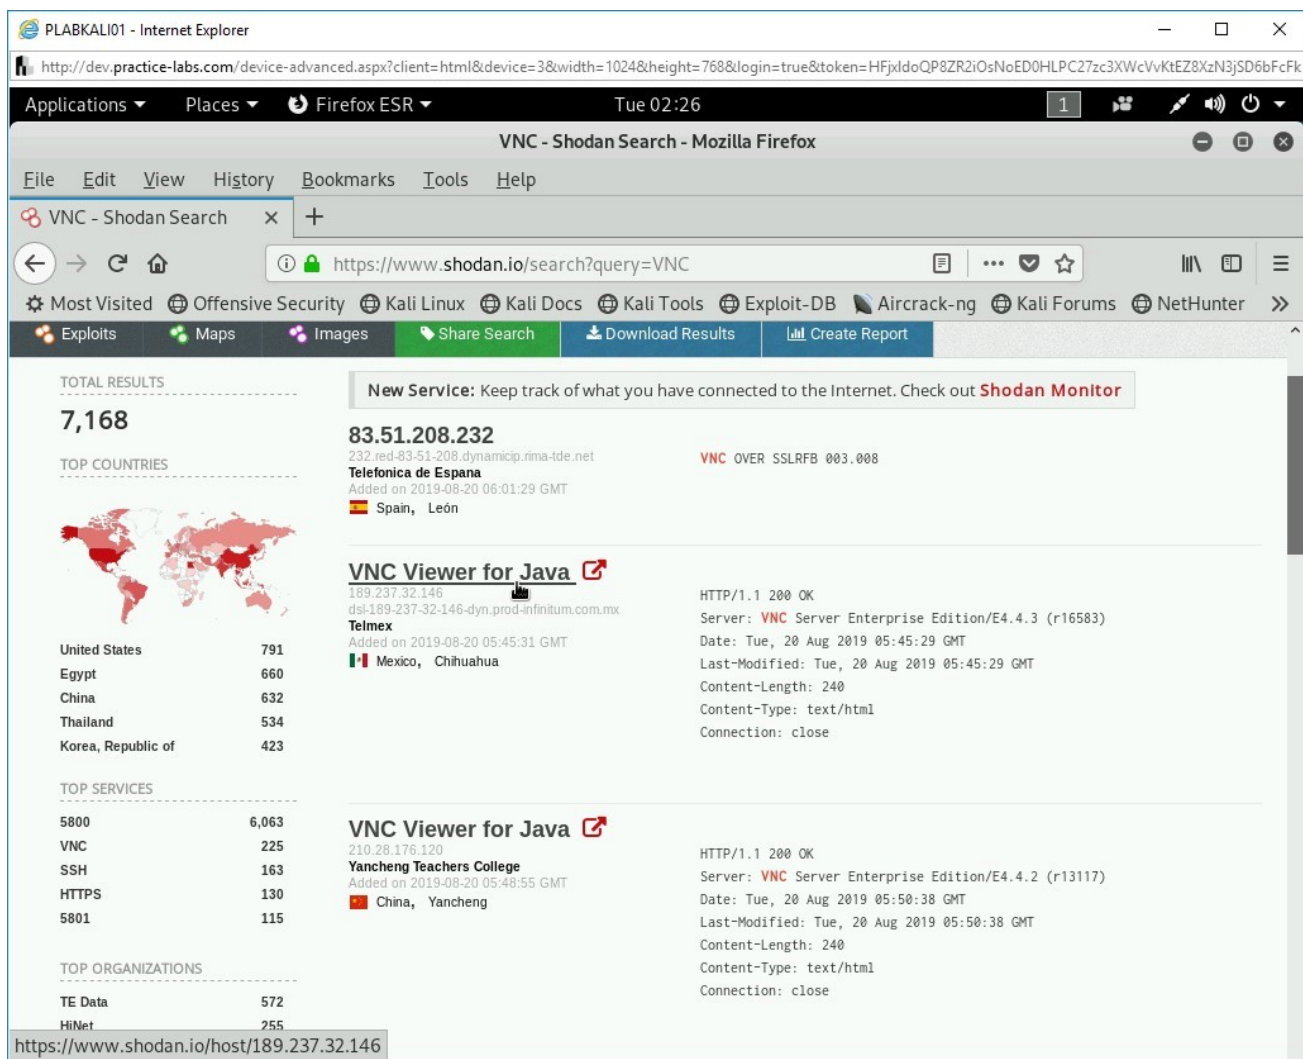 PLABKALI01 - Internet Explorer
http://dev.practice-labs.com/device-advanced.aspx?client=html&device=3&width=1024&height=768&login=true&token=HFjxIdoQP8ZR2iOsNoED0HLPC27zc3XWcVvKtEZ8XzN3jSD6bFcFk
Applications Places Firefox ESR Tue 02:26 1
VNC - Shodan Search - Mozilla Firefox
File Edit View History Bookmarks Tools Help
VNC - Shodan Search
https://www.shodan.io/search?query=VNC
Most Visited Offensive Security Kali Linux Kali Docs Kali Tools Exploit-DB Aircrack-ng Kali Forums NetHunter
Exploits Maps Images Share Search Download Results Create Report
TOTAL RESULTS
7,168
TOP COUNTRIES
United States 791
Egypt 660
China 632
Thailand 534
Korea, Republic of 423
TOP SERVICES
5800 6,063
VNC 225
SSH 163
HTTPS 130
5801 115
TOP ORGANIZATIONS
TE Data 572
HiNet 255
New Service: Keep track of what you have connected to the Internet. Check out Shodan Monitor
83.51.208.232
232.red-83-51-208.dynamicip.rima-tde.net
Telefonica de Espana
Added on 2019-08-20 06:01:29 GMT
Spain, León
VNC OVER SSLRFB 003.008
VNC Viewer for Java
189.237.32.146
dsl-189-237-32-146-dyn.prod-infinitum.com.mx
Telmex
Added on 2019-08-20 05:45:31 GMT
Mexico, Chihuahua
HTTP/1.1 200 OK
Server: VNC Server Enterprise Edition/E4.4.3 (r16583)
Date: Tue, 20 Aug 2019 05:45:29 GMT
Last-Modified: Tue, 20 Aug 2019 05:45:29 GMT
Content-Length: 240
Content-Type: text/html
Connection: close
VNC Viewer for Java
210.28.176.120
Yancheng Teachers College
Added on 2019-08-20 05:48:55 GMT
China, Yancheng
HTTP/1.1 200 OK
Server: VNC Server Enterprise Edition/E4.4.2 (r13117)
Date: Tue, 20 Aug 2019 05:50:38 GMT
Last-Modified: Tue, 20 Aug 2019 05:50:38 GMT
Content-Length: 240
Content-Type: text/html
Connection: close
https://www.shodan.io/host/189.237.32.146